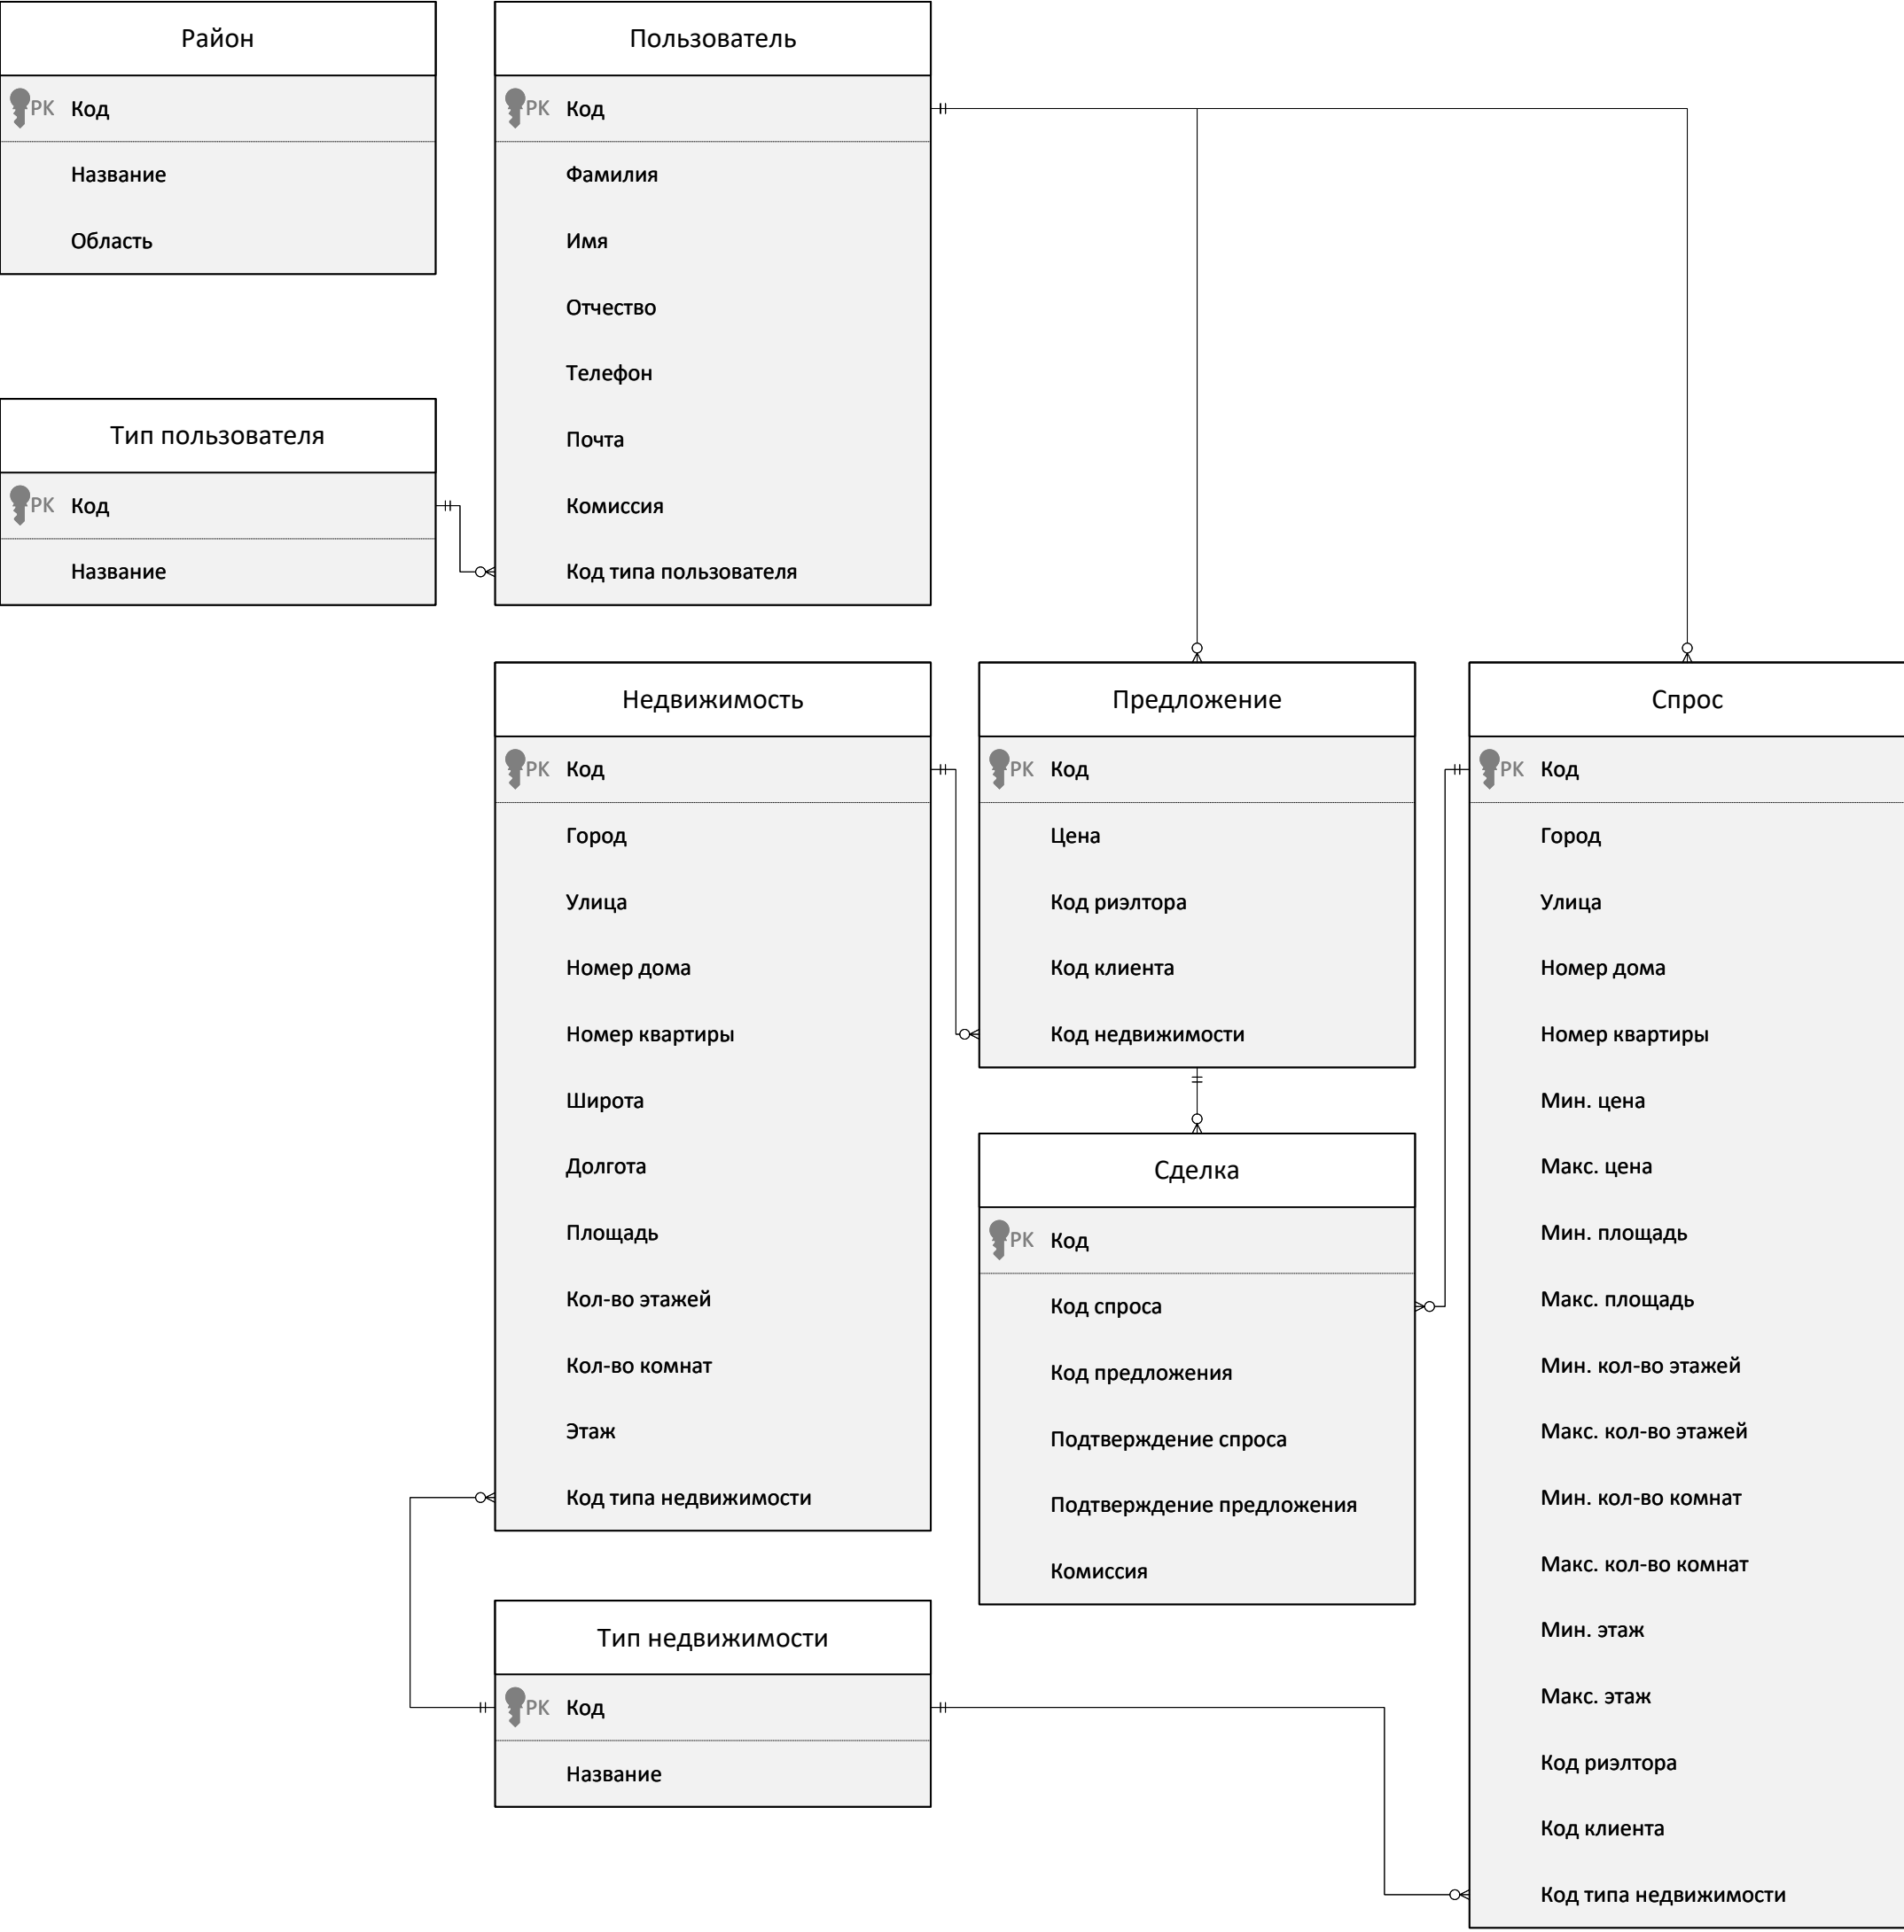 Район
PK Код
Название
Область
Пользователь
PK Код
Фамилия
Имя
Отчество
Телефон
Почта
Комиссия
Код типа пользователя
Тип пользователя
PK Код
Название
Недвижимость
PK Код
Город
Улица
Номер дома
Номер квартиры
Широта
Долгота
Площадь
Кол-во этажей
Кол-во комнат
Этаж
Код типа недвижимости
Предложение
PK Код
Цена
Код риэлтора
Код клиента
Код недвижимости
Спрос
PK Код
Город
Улица
Номер дома
Номер квартиры
Мин. цена
Макс. цена
Мин. площадь
Макс. площадь
Мин. кол-во этажей
Макс. кол-во этажей
Мин. кол-во комнат
Макс. кол-во комнат
Мин. этаж
Макс. этаж
Код риэлтора
Код клиента
Код типа недвижимости
Сделка
PK Код
Код спроса
Код предложения
Подтверждение спроса
Подтверждение предложения
Комиссия
Тип недвижимости
PK Код
Название